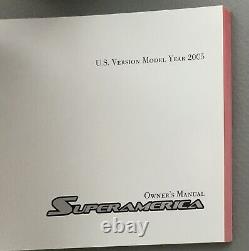 U.S. Version Model Year 2005
Owner's Manual
SUPERAMERICA